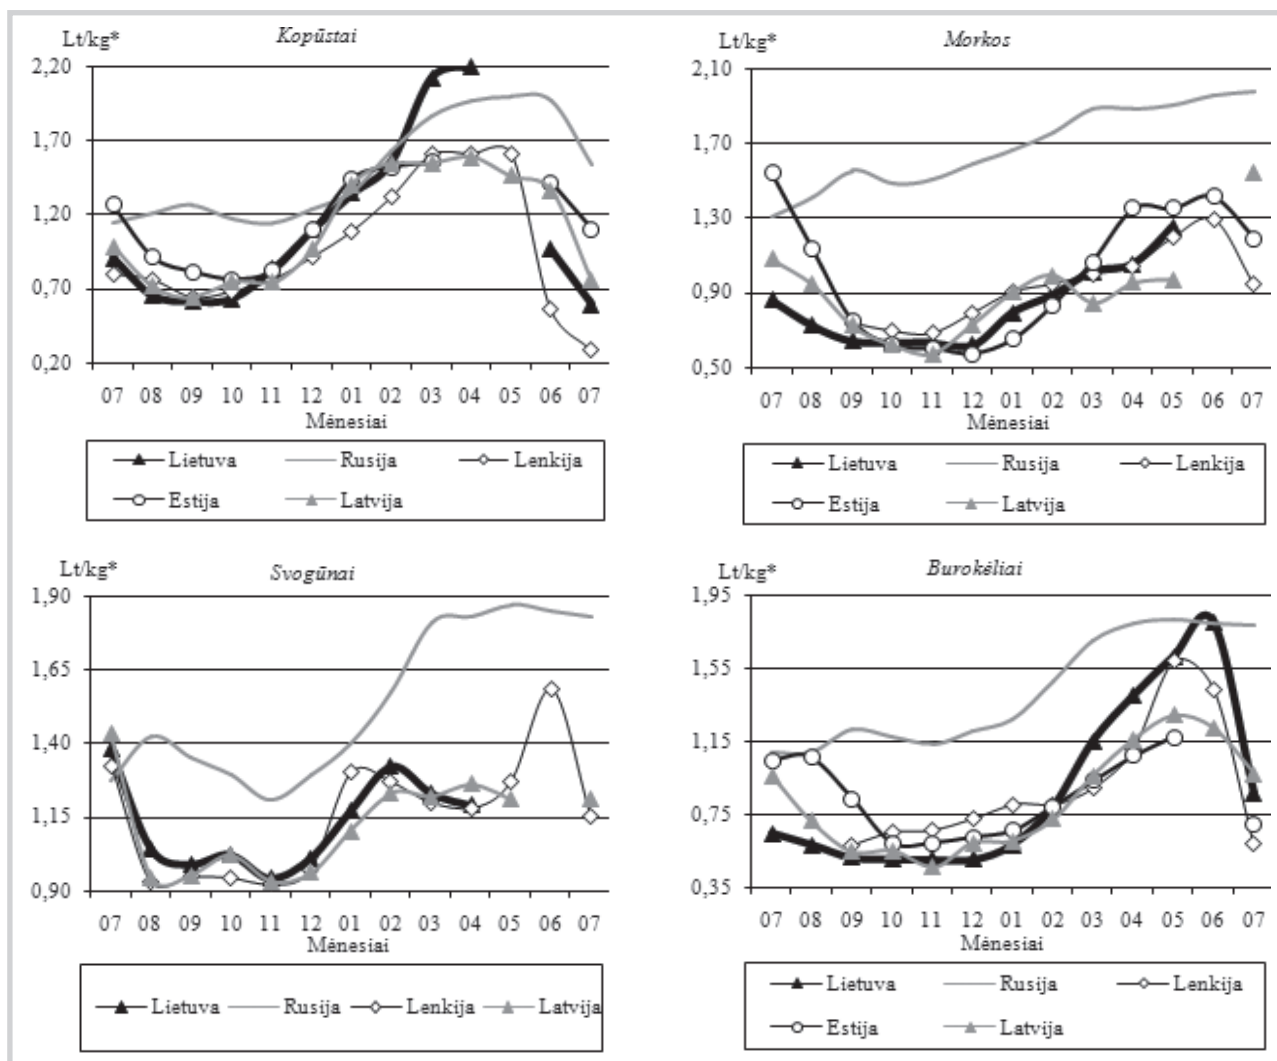 Lt/kg*
Kopūstai
2,20
1,70
1,20
0,70
0,20
07 08 09 10 11 12 01 02 03 04 05 06 07
Mėnesiai
Lietuva Rusija Lenkija
Estija Latvija
Lt/kg*
Morkos
2,10
1,70
1,30
0,90
0,50
07 08 09 10 11 12 01 02 03 04 05 06 07
Mėnesiai
Lietuva Rusija Lenkija
Estija Latvija
Lt/kg*
Svogūnai
1,90
1,65
1,40
1,15
0,90
07 08 09 10 11 12 01 02 03 04 05 06 07
Mėnesiai
Lietuva Rusija Lenkija Latvija
Lt/kg*
Burokėliai
1,95
1,55
1,15
0,75
0,35
07 08 09 10 11 12 01 02 03 04 05 06 07
Mėnesiai
Lietuva Rusija Lenkija
Estija Latvija